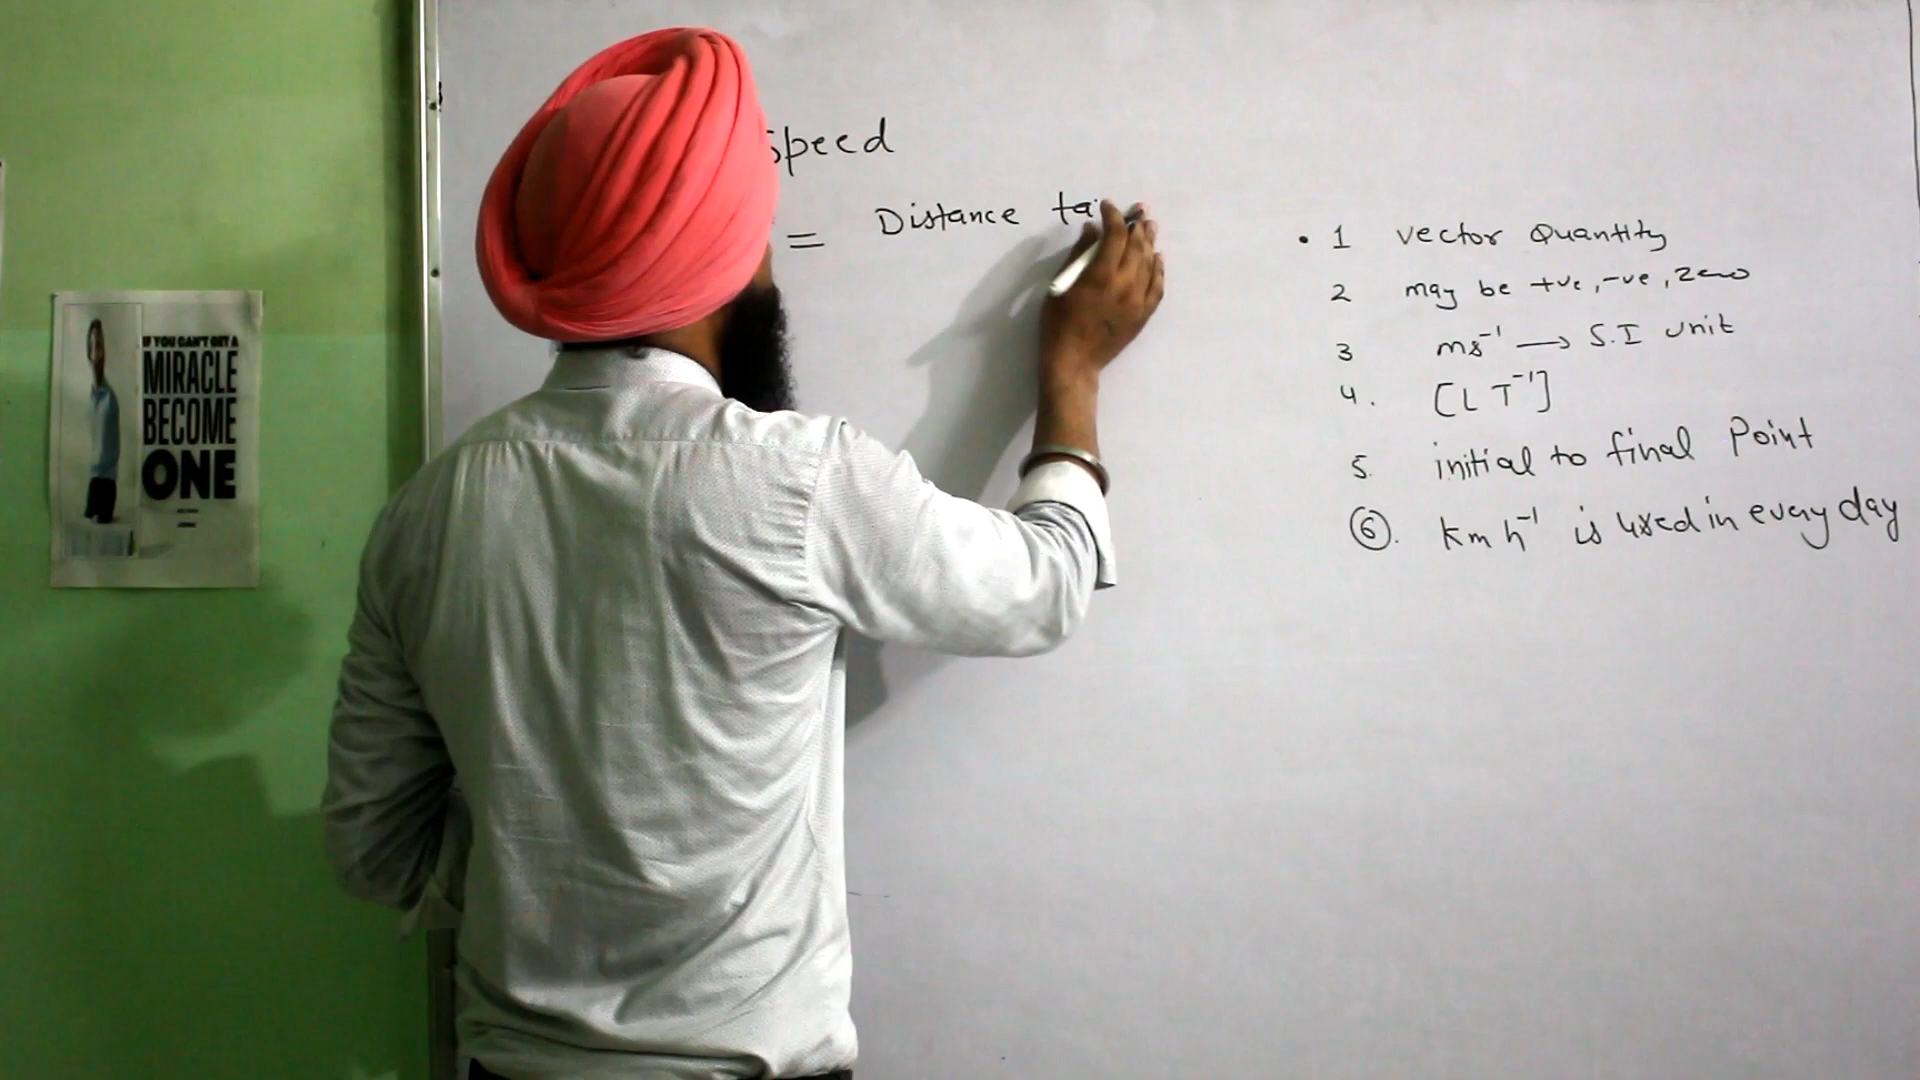 IF YOU CAN'T GET A
MIRACLE
BECOME
ONE
Speed
= Distance
• 1 vector Quantity
2 may be +ve, -ve, Zero
3 ms⁻¹ → S.I unit
4. [L T⁻¹]
5. initial to final Point
⑥. Km h⁻¹ is used in every day